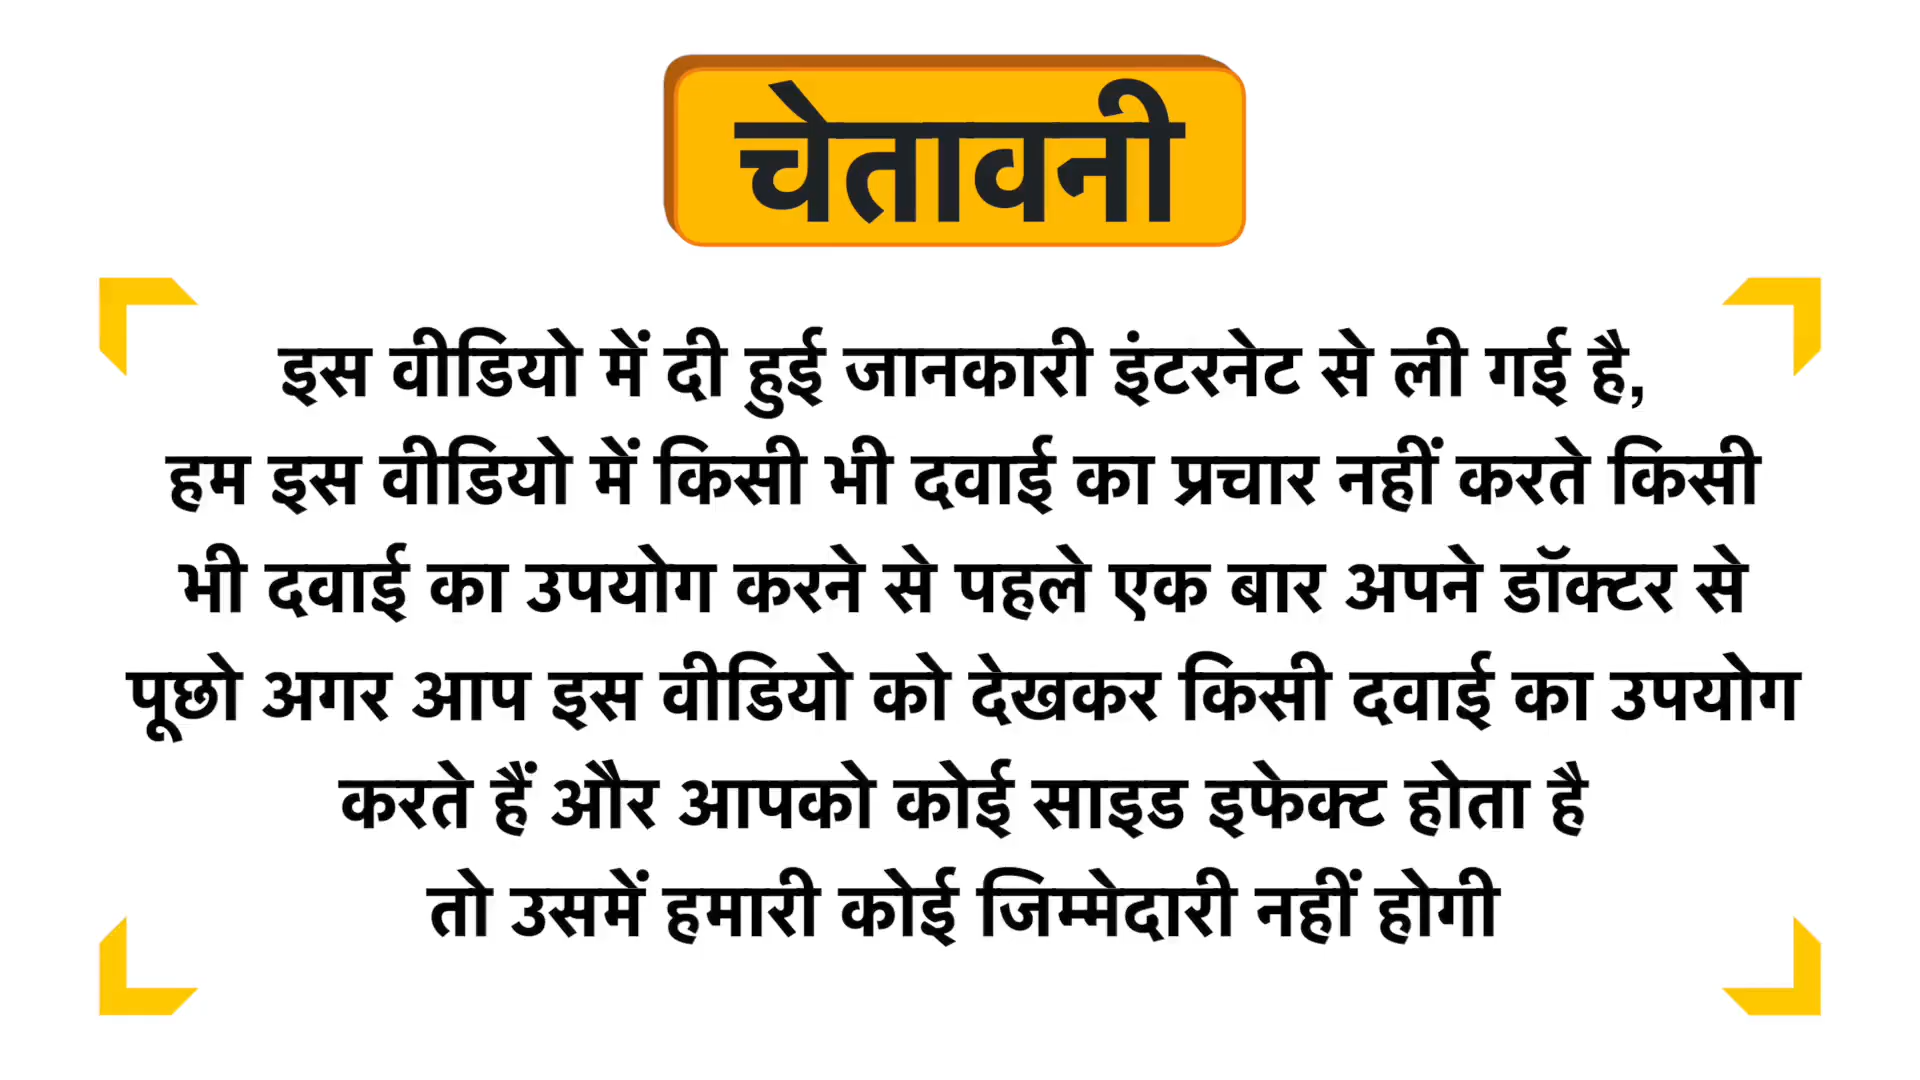 चेतावनी
इस वीडियो में दी हुई जानकारी इंटरनेट से ली गई है,
हम इस वीडियो में किसी भी दवाई का प्रचार नहीं करते किसी
भी दवाई का उपयोग करने से पहले एक बार अपने डॉक्टर से
पूछो अगर आप इस वीडियो को देखकर किसी दवाई का उपयोग
करते हैं और आपको कोई साइड इफेक्ट होता है
तो उसमें हमारी कोई जिम्मेदारी नहीं होगी